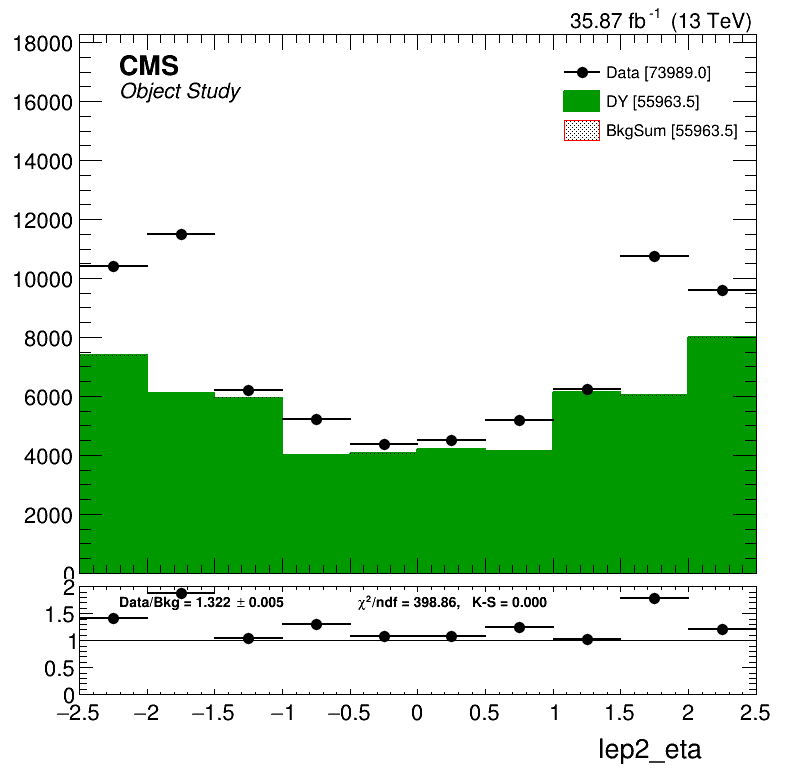 35.87 fb⁻¹ (13 TeV)
18000
16000
14000
12000
10000
8000
6000
4000
2000
0
CMS
Object Study
Data [73989.0]
DY [55963.5]
BkgSum [55963.5]
2
1.5
1
0.5
0
Data/Bkg = 1.322 ± 0.005 χ²/ndf = 398.86, K-S = 0.000
−2.5 −2 −1.5 −1 −0.5 0 0.5 1 1.5 2 2.5
lep2_eta